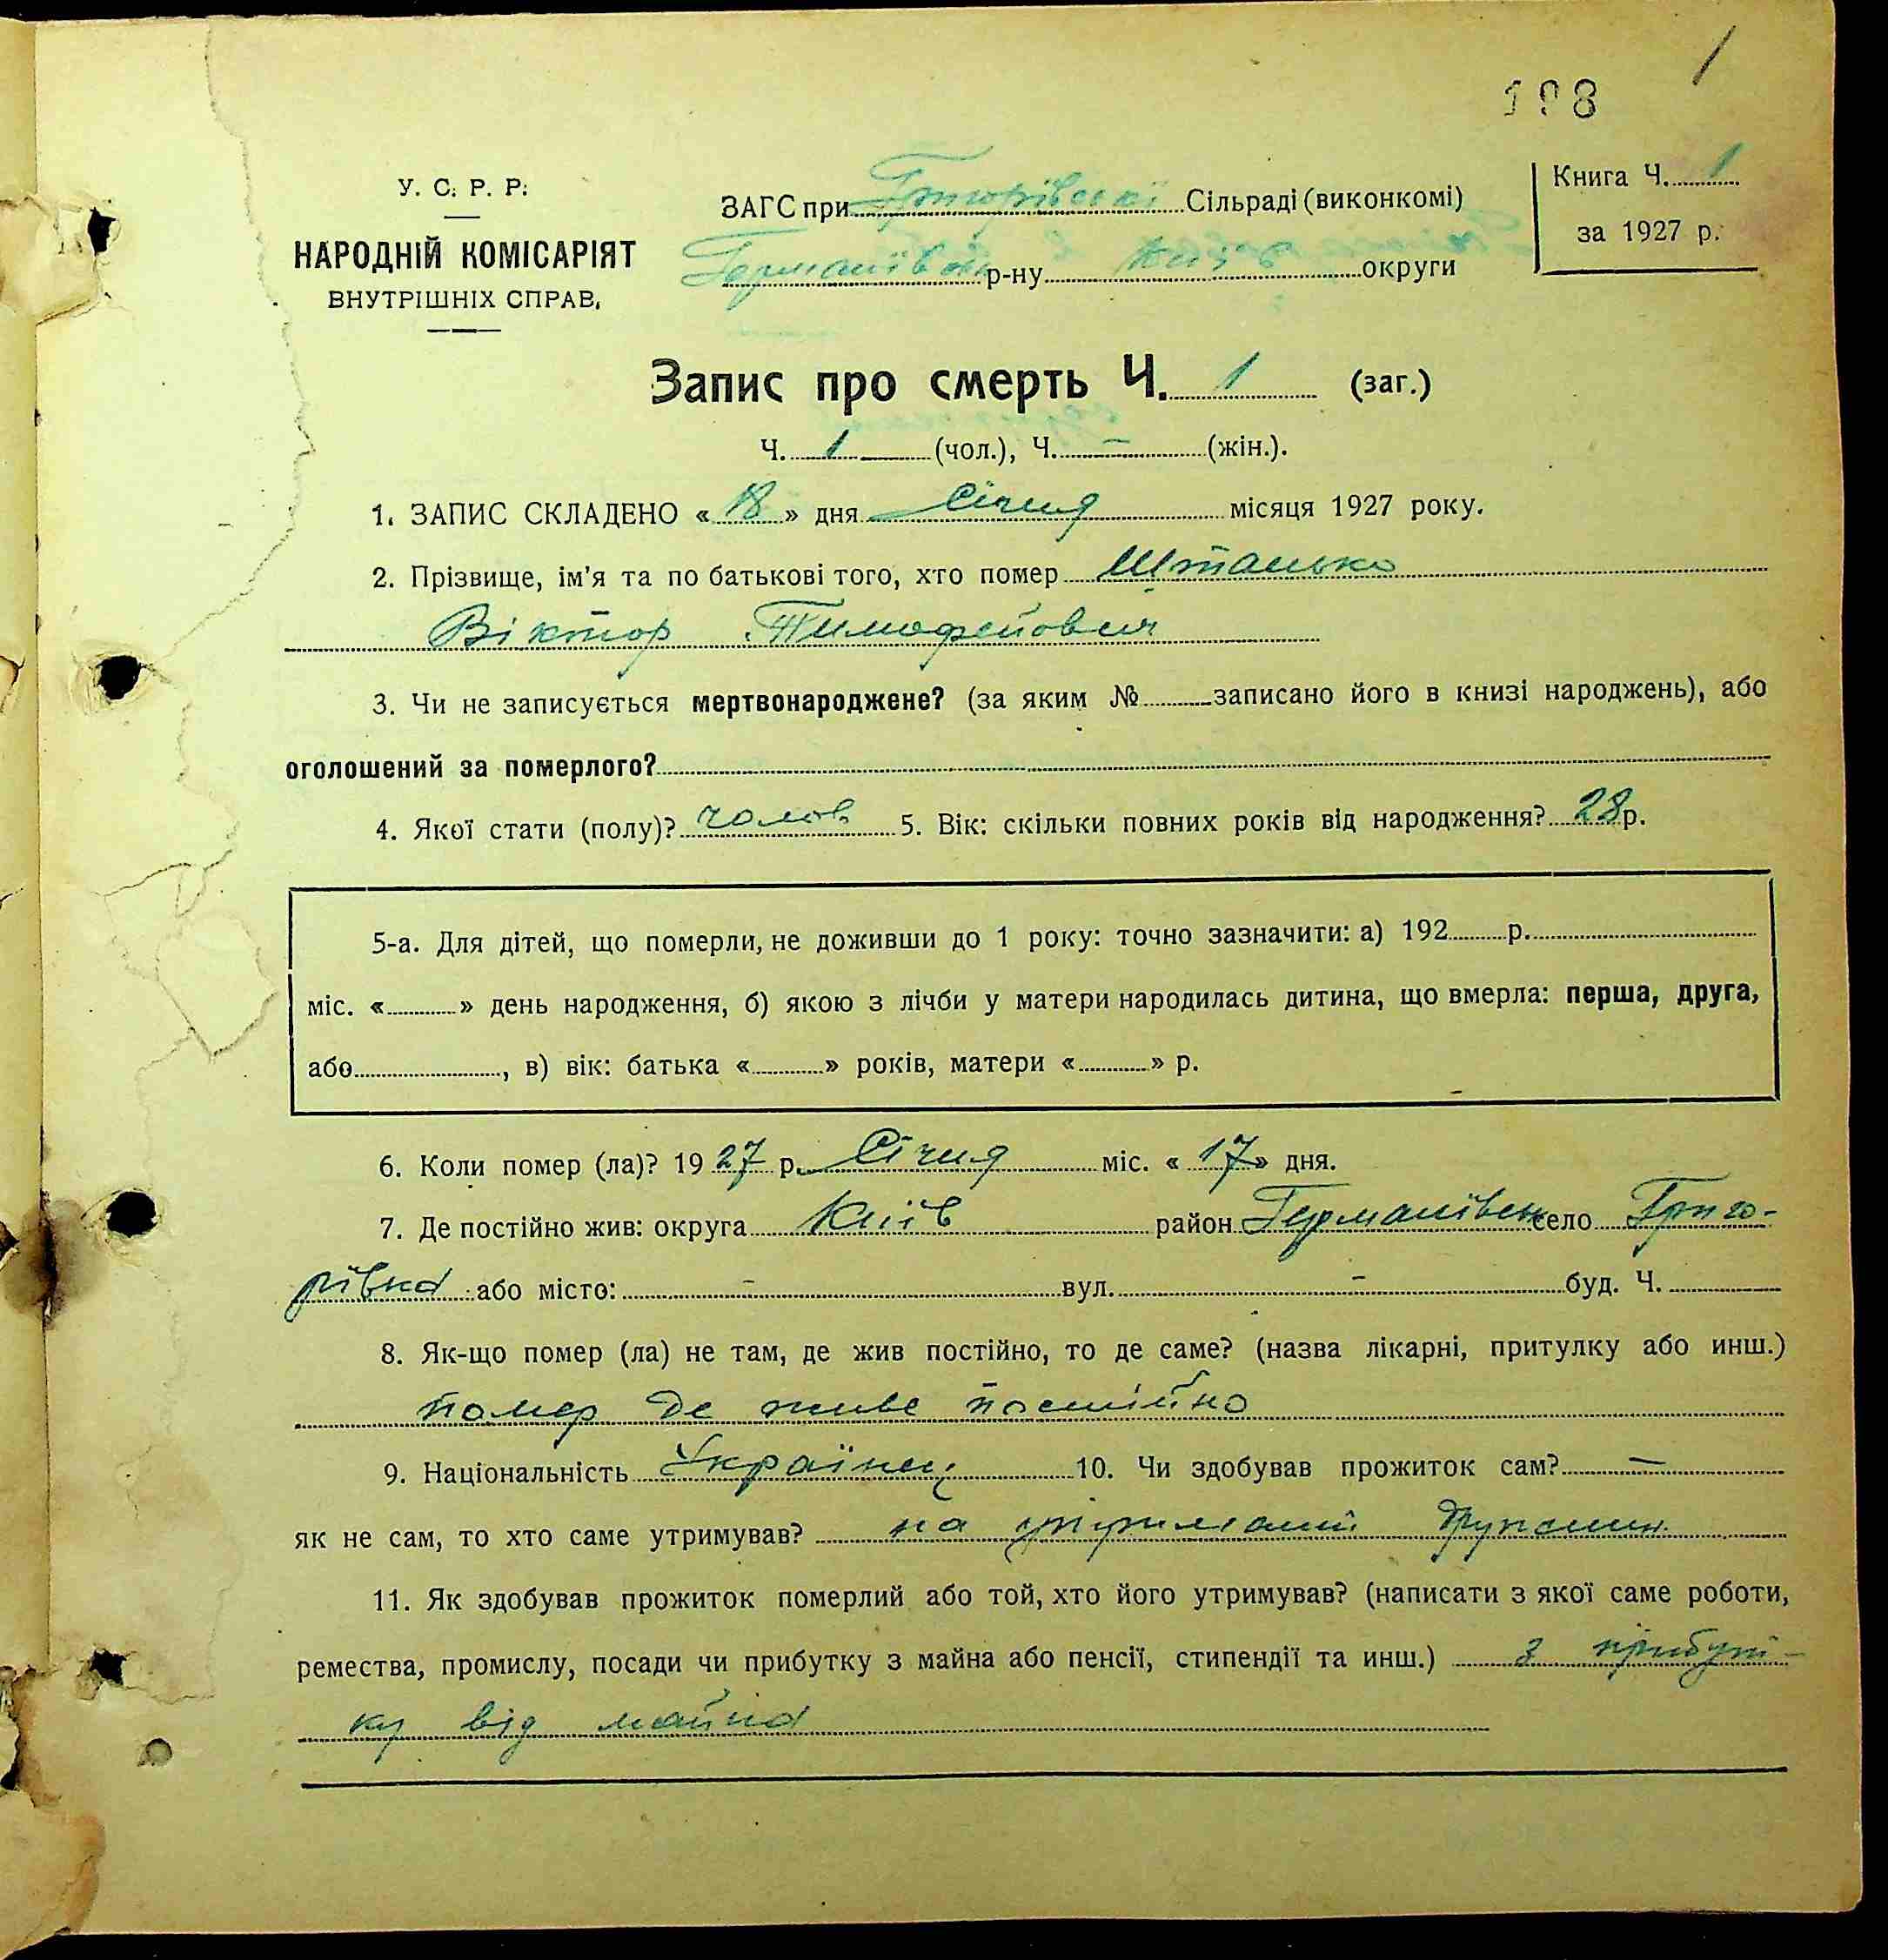 1
198
У. С. Р. Р.
НАРОДНІЙ КОМІСАРІЯТ
ВНУТРІШНІХ СПРАВ.
ЗАГС при Григорівські Сільраді (виконкомі)
Германівськ р-ну Київ округи
Книга Ч. 1
за 1927 р.
Запис про смерть Ч. 1 (заг.)
Ч. 1 (чол.), Ч. – (жін.).
1. ЗАПИС СКЛАДЕНО « 18 » дня Січня місяця 1927 року.
2. Прізвище, ім'я та по батькові того, хто помер Штанько
Віктор Тимофейович
3. Чи не записується мертвонароджене? (за яким № записано його в книзі народжень), або
оголошений за померлого?
4. Якої стати (полу)? чолов 5. Вік: скільки повних років від народження? 28 р.
5-а. Для дітей, що померли, не доживши до 1 року: точно зазначити: а) 192 р.
міс. « » день народження, б) якою з лічби у матери народилась дитина, що вмерла: перша, друга,
або , в) вік: батька « » років, матери « » р.
6. Коли помер (ла)? 19 27 р. Січня міс. « 17 » дня.
7. Де постійно жив: округа Київ район Германівськ село Григо-
рівка або місто: – вул. – буд. Ч.
8. Як-що помер (ла) не там, де жив постійно, то де саме? (назва лікарні, притулку або инш.)
помер де живе постійно
9. Національність Українец 10. Чи здобував прожиток сам? —
як не сам, то хто саме утримував? на утриманні
11. Як здобував прожиток померлий або той, хто його утримував? (написати з якої саме роботи,
ремества, промислу, посади чи прибутку з майна або пенсії, стипендії та инш.) з прибут-
ку від майна